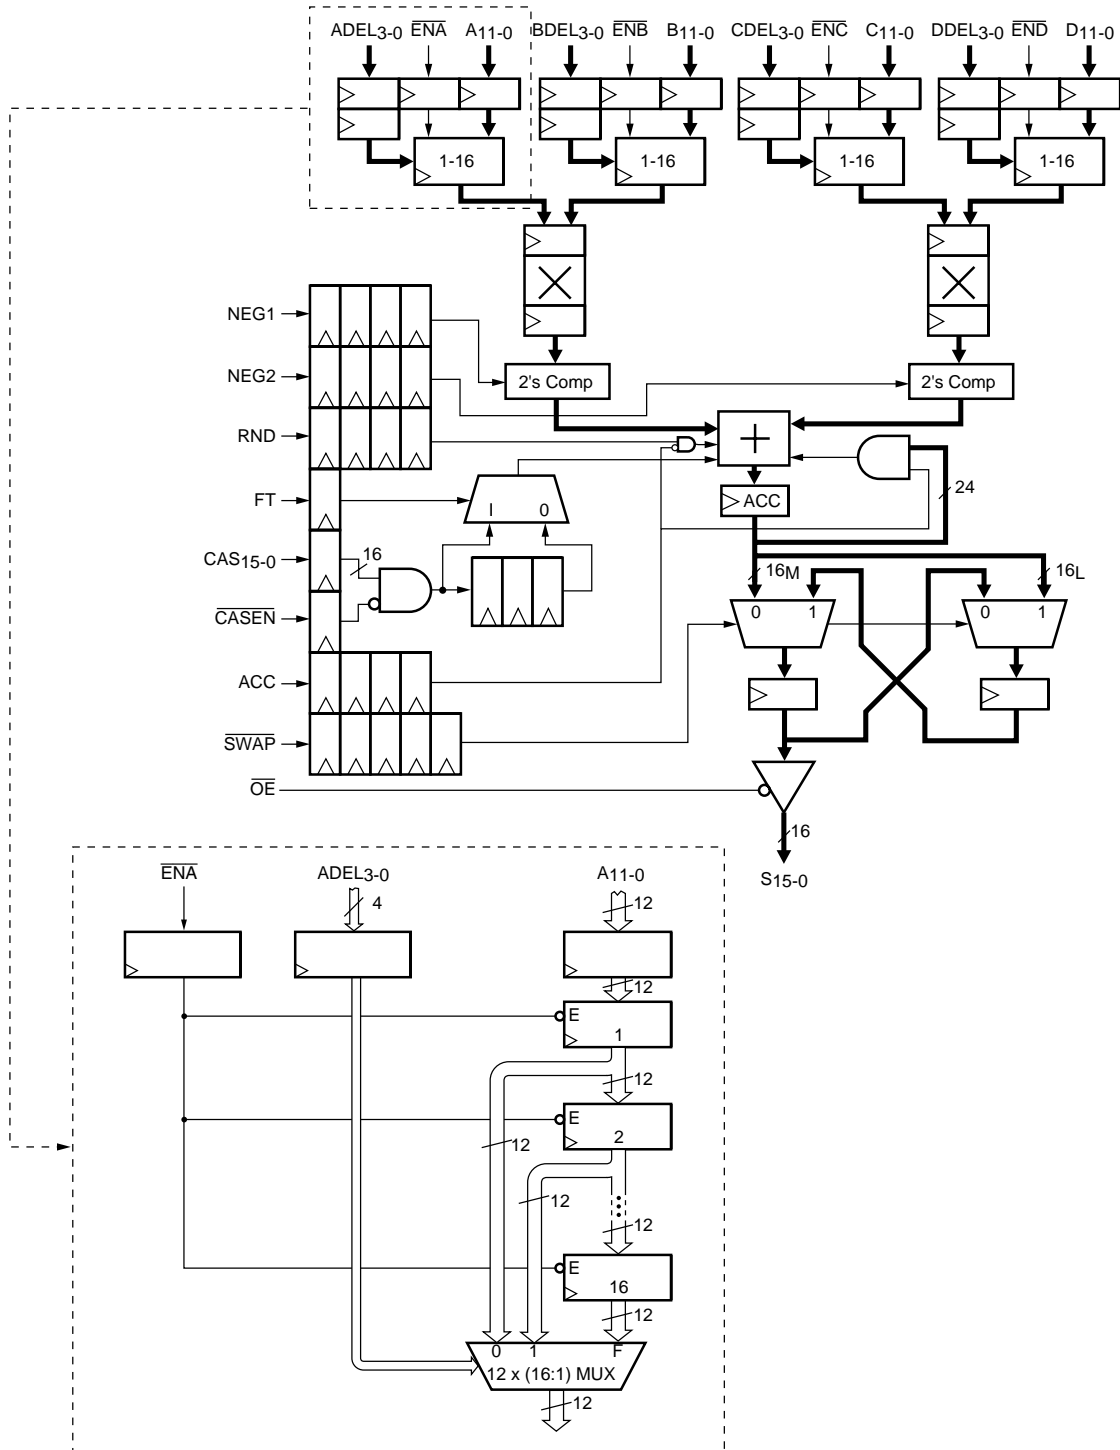 ADEL3-0 ENA A11-0 BDEL3-0 ENB B11-0 CDEL3-0 ENC C11-0 DDEL3-0 END D11-0
1-16 1-16 1-16 1-16
NEG1
NEG2
2's Comp 2's Comp
RND
FT
I 0
ACC
24
CAS15-0
16
16M 16L
CASEN
0 1 0 1
ACC
SWAP
OE
16
S15-0
ENA ADEL3-0 A11-0
4 12
12
E
1
12
E
2
12
12
12
E
16
12
0 1 F
12 x (16:1) MUX
12